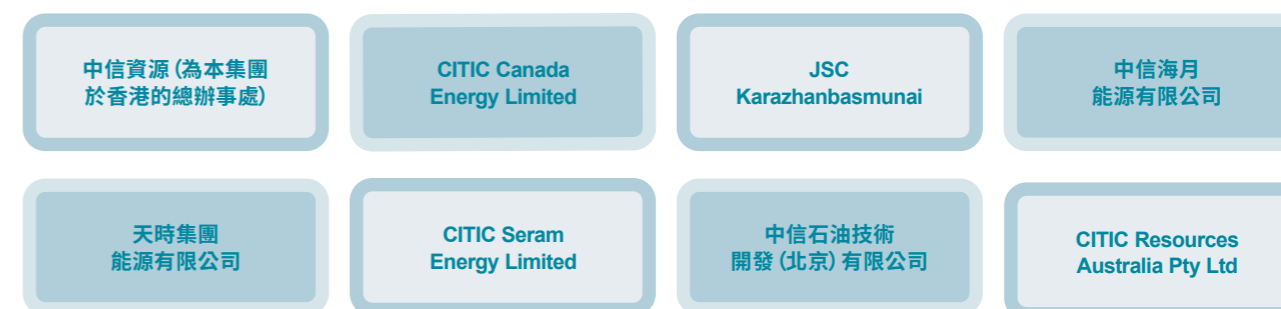 中信資源（為本集團
於香港的總辦事處）
CITIC Canada
Energy Limited
JSC
Karazhanbasmunai
中信海月
能源有限公司
天時集團
能源有限公司
CITIC Seram
Energy Limited
中信石油技術
開發（北京）有限公司
CITIC Resources
Australia Pty Ltd